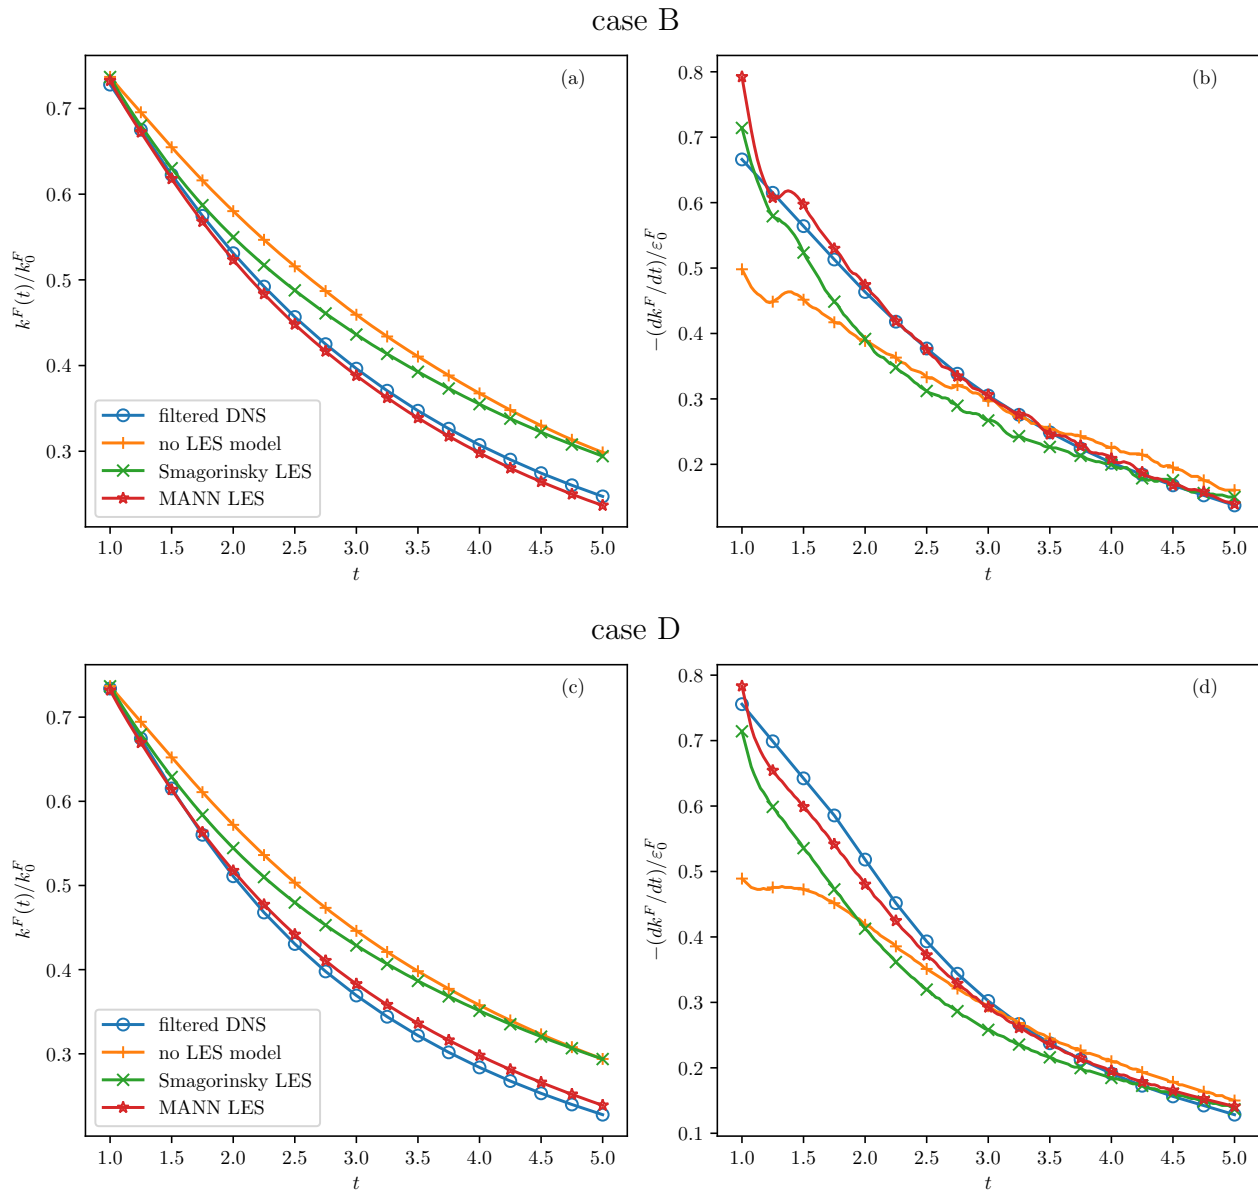 case B
(a)
0.7
0.6
0.5
0.4
0.3
k^F(t)/k_0^F
filtered DNS
no LES model
Smagorinsky LES
MANN LES
1.0 1.5 2.0 2.5 3.0 3.5 4.0 4.5 5.0
t
(b)
0.8
0.7
0.6
0.5
0.4
0.3
0.2
−(dk^F/dt)/ε_0^F
1.0 1.5 2.0 2.5 3.0 3.5 4.0 4.5 5.0
t
case D
(c)
0.7
0.6
0.5
0.4
0.3
k^F(t)/k_0^F
filtered DNS
no LES model
Smagorinsky LES
MANN LES
1.0 1.5 2.0 2.5 3.0 3.5 4.0 4.5 5.0
t
(d)
0.8
0.7
0.6
0.5
0.4
0.3
0.2
0.1
−(dk^F/dt)/ε_0^F
1.0 1.5 2.0 2.5 3.0 3.5 4.0 4.5 5.0
t